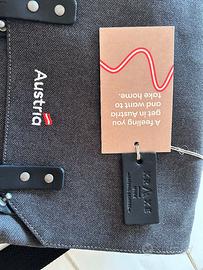 Austria
A feeling you
get in Austria
and want to
take home.